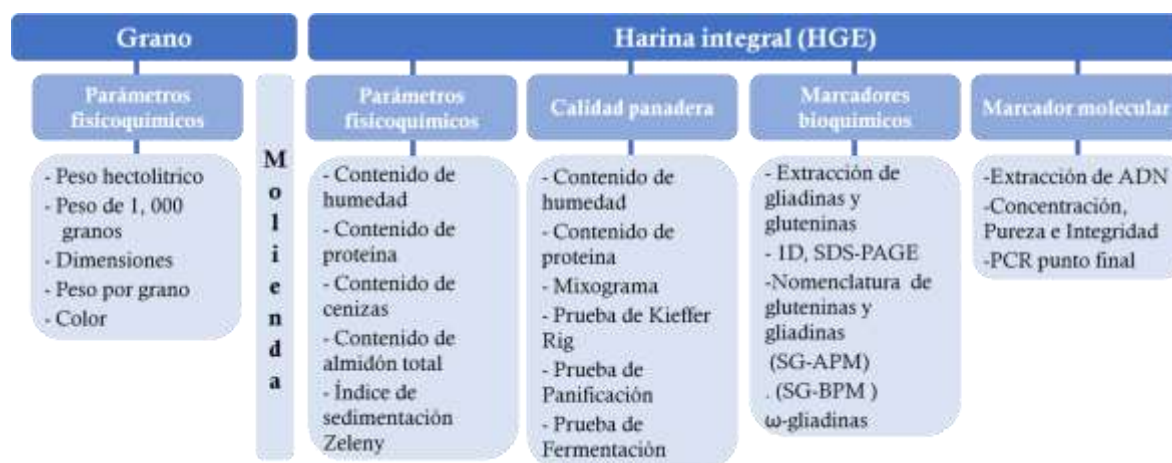 Grano
Parámetros
fisicoquímicos
- Peso hectolítrico
- Peso de 1, 000
granos
- Dimensiones
- Peso por grano
- Color
M
o
l
i
e
n
d
a
Harina integral (HGE)
Parámetros
fisicoquímicos
- Contenido de
humedad
- Contenido de
proteína
- Contenido de
cenizas
- Contenido de
almidón total
- Índice de
sedimentación
Zeleny
Calidad panadera
- Contenido de
humedad
- Contenido de
proteína
- Mixograma
- Prueba de Kieffer
Rig
- Prueba de
Panificación
- Prueba de
Fermentación
Marcadores
bioquímicos
- Extracción de
gliadinas y
gluteninas
- 1D, SDS-PAGE
-Nomenclatura de
gluteninas y
gliadinas
(SG-APM)
. (SG-BPM )
ω-gliadinas
Marcador molecular
-Extracción de ADN
-Concentración,
Pureza e Integridad
-PCR punto final